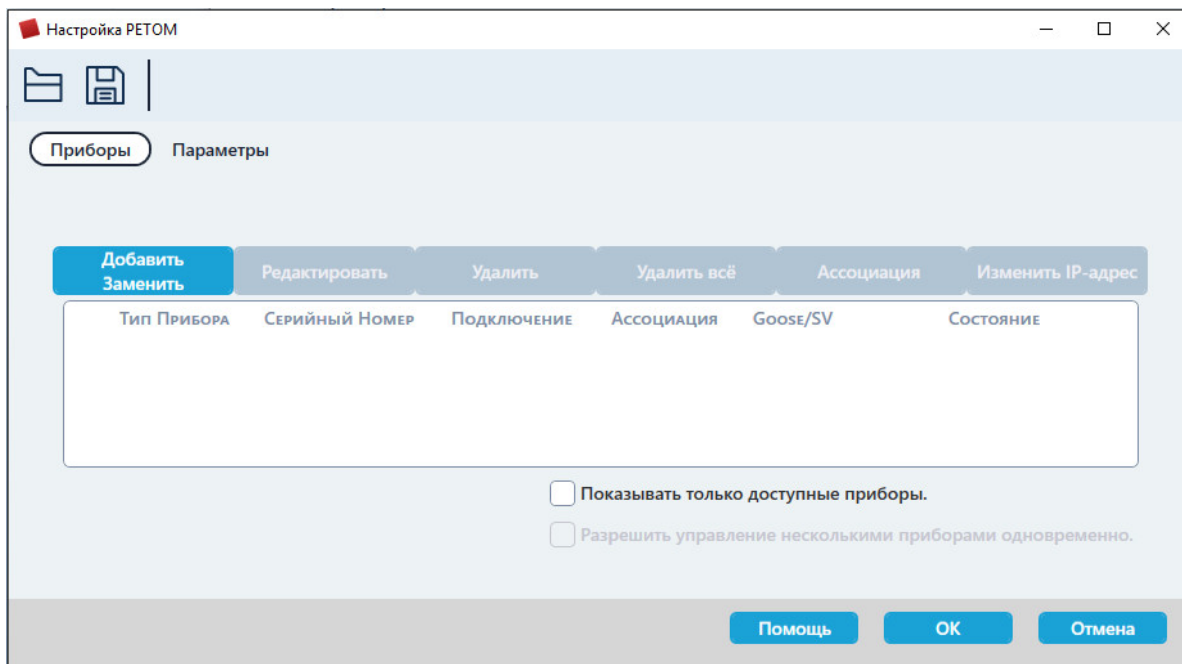 Настройка РЕТОМ
Приборы Параметры
Добавить
Заменить
Редактировать Удалить Удалить всё Ассоциация Изменить IP-адрес
Тип Прибора Серийный Номер Подключение Ассоциация Goose/SV Состояние
Показывать только доступные приборы.
Разрешить управление несколькими приборами одновременно.
Помощь ОК Отмена